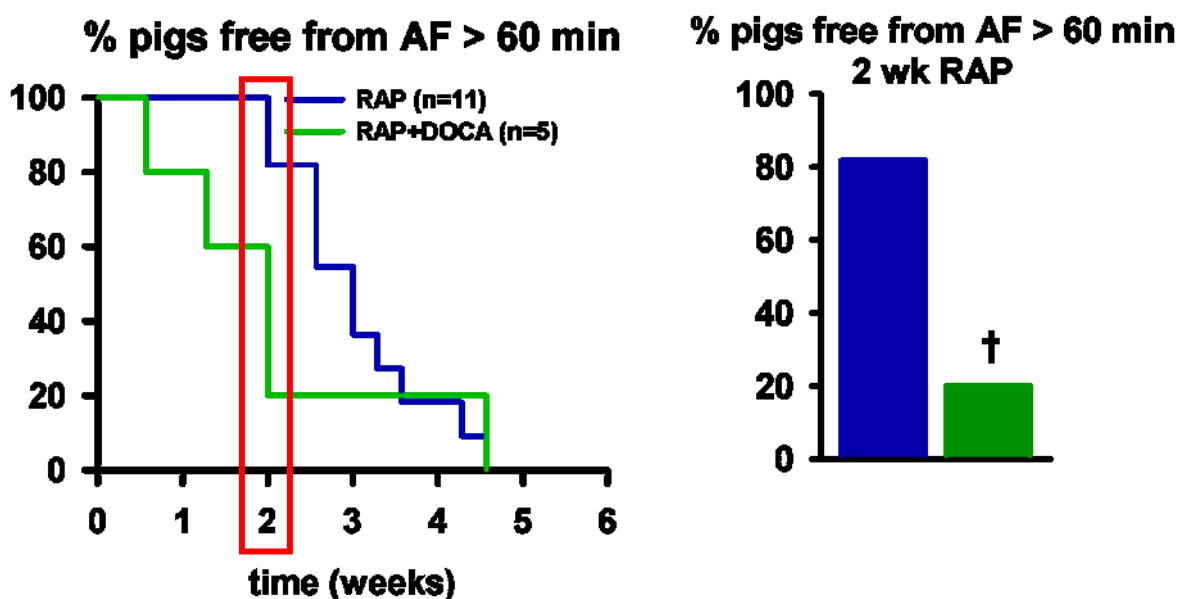 % pigs free from AF > 60 min
RAP (n=11)
RAP+DOCA (n=5)
100
80
60
40
20
0
0 1 2 3 4 5 6
time (weeks)
% pigs free from AF > 60 min
2 wk RAP
100
80
60
40
20
0
†